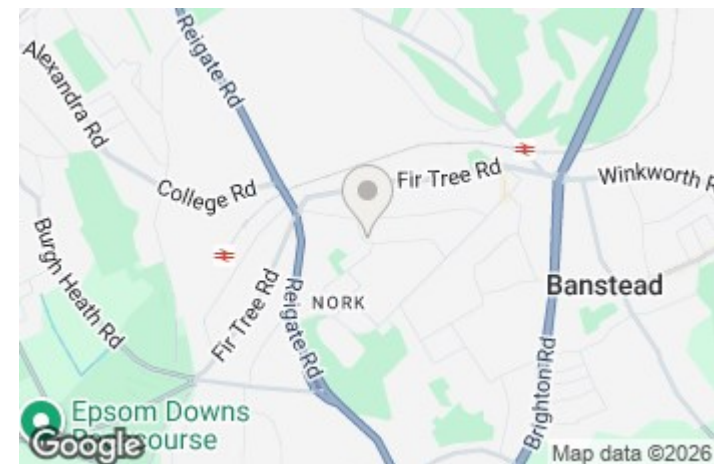 Reigate Rd
Alexandra Rd
College Rd
Fir Tree Rd
Winkworth
Burgh Heath Rd
Fir Tree Rd
Reigate Rd
NORK
Banstead
Brighton Rd
Epsom Downs
Google
Map data ©2026